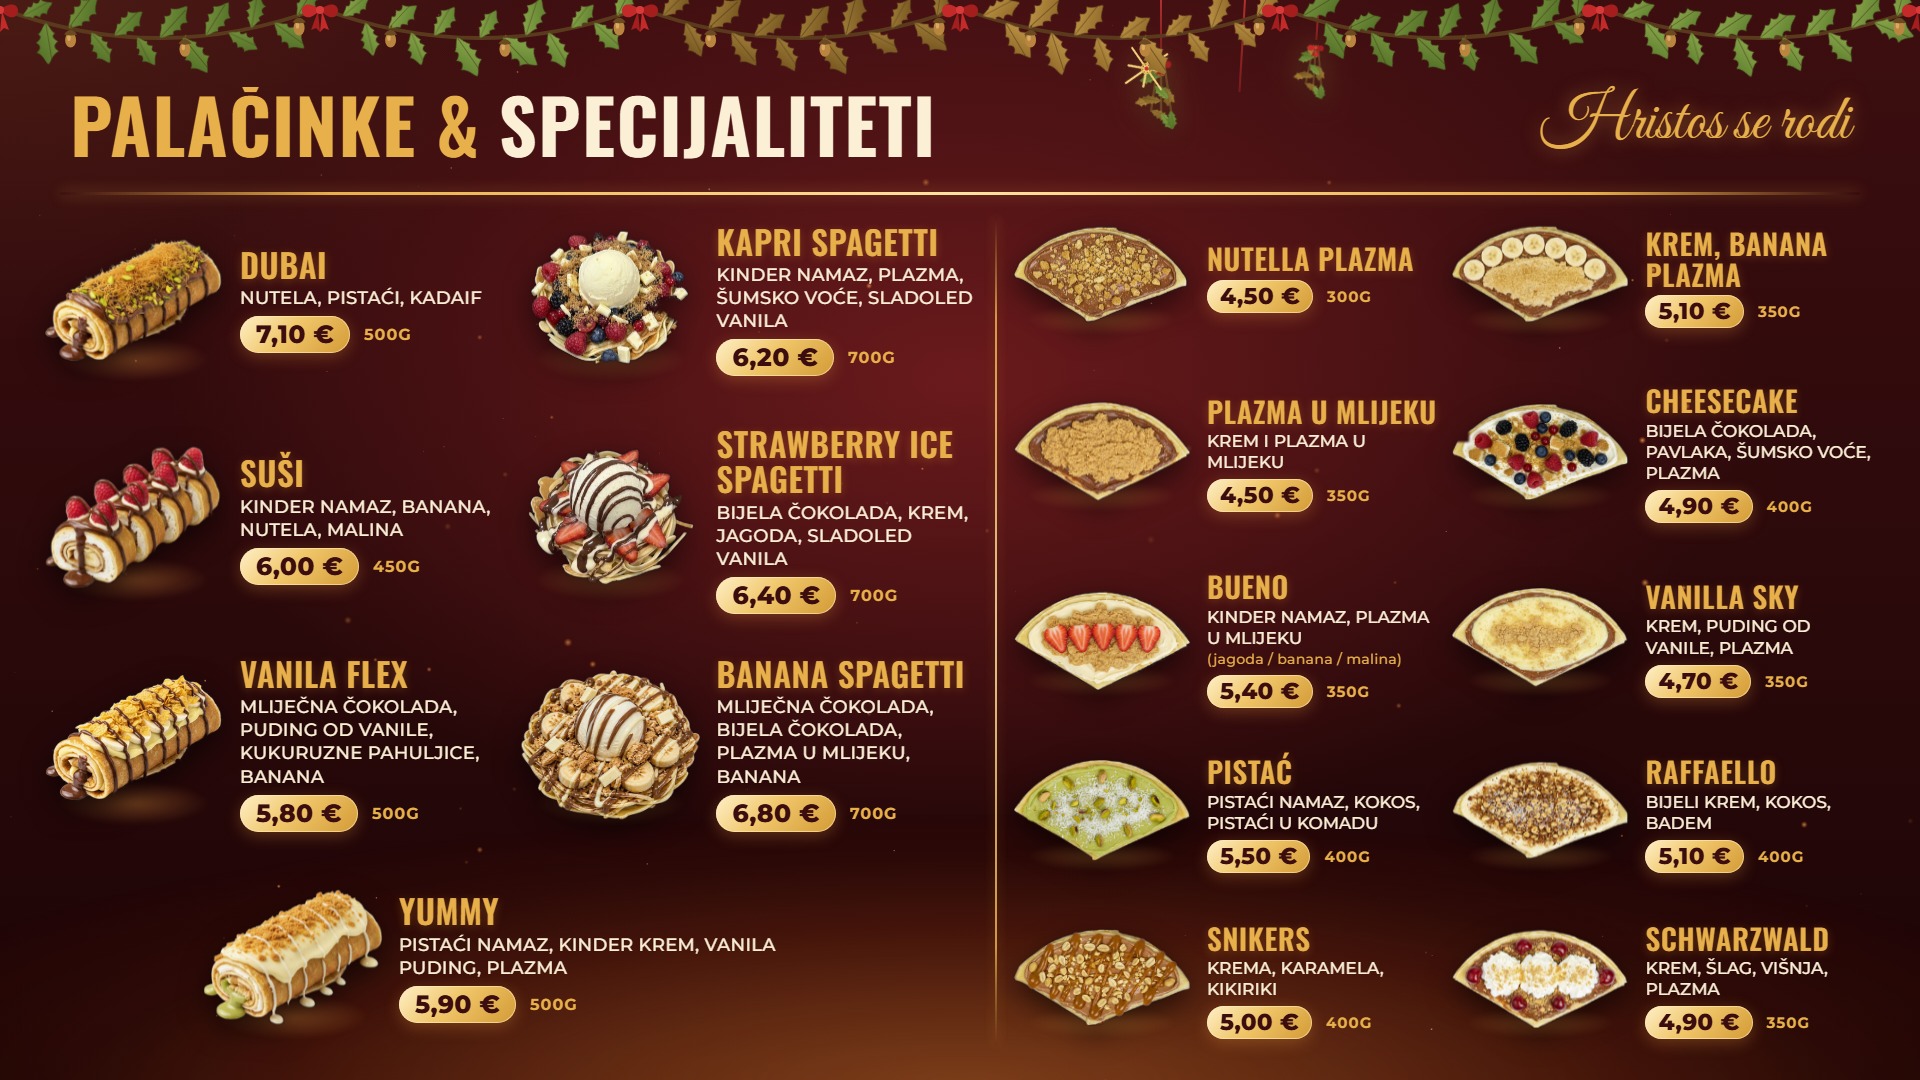 PALAČINKE & SPECIJALITETI
Hristos se rodi
DUBAI
NUTELA, PISTAĆI, KADAIF
7,10 € 500G
SUŠI
KINDER NAMAZ, BANANA,
NUTELA, MALINA
6,00 € 450G
VANILA FLEX
MLIJEČNA ČOKOLADA,
PUDING OD VANILE,
KUKURUZNE PAHULJICE,
BANANA
5,80 € 500G
KAPRI SPAGETTI
KINDER NAMAZ, PLAZMA,
ŠUMSKO VOĆE, SLADOLED
VANILA
6,20 € 700G
STRAWBERRY ICE
SPAGETTI
BIJELA ČOKOLADA, KREM,
JAGODA, SLADOLED
VANILA
6,40 € 700G
BANANA SPAGETTI
MLIJEČNA ČOKOLADA,
BIJELA ČOKOLADA,
PLAZMA U MLIJEKU,
BANANA
6,80 € 700G
YUMMY
PISTAĆI NAMAZ, KINDER KREM, VANILA
PUDING, PLAZMA
5,90 € 500G
NUTELLA PLAZMA
4,50 € 300G
PLAZMA U MLIJEKU
KREM I PLAZMA U
MLIJEKU
4,50 € 350G
BUENO
KINDER NAMAZ, PLAZMA
U MLIJEKU
(jagoda / banana / malina)
5,40 € 350G
PISTAĆ
PISTAĆI NAMAZ, KOKOS,
PISTAĆI U KOMADU
5,50 € 400G
SNIKERS
KREMA, KARAMELA,
KIKIRIKI
5,00 € 400G
KREM, BANANA
PLAZMA
5,10 € 350G
CHEESECAKE
BIJELA ČOKOLADA,
PAVLAKA, ŠUMSKO VOĆE,
PLAZMA
4,90 € 400G
VANILLA SKY
KREM, PUDING OD
VANILE, PLAZMA
4,70 € 350G
RAFFAELLO
BIJELI KREM, KOKOS,
BADEM
5,10 € 400G
SCHWARZWALD
KREM, ŠLAG, VIŠNJA,
PLAZMA
4,90 € 350G